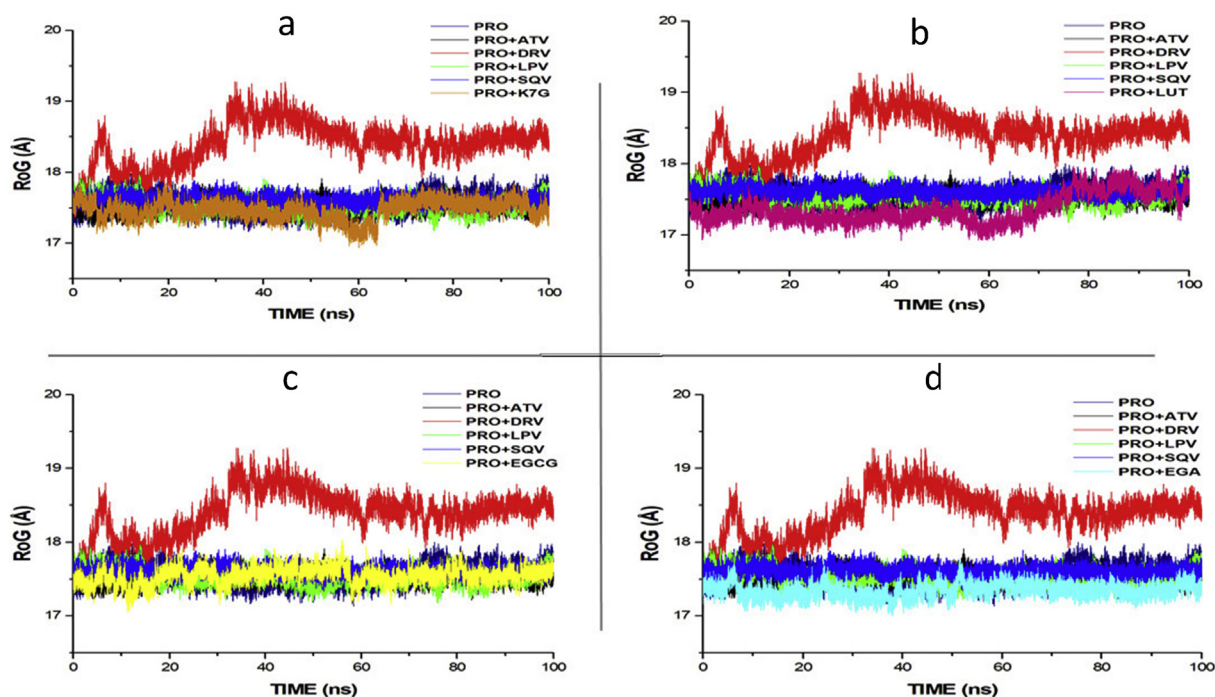 a
20
19
18
17
RoG (Å)
0 20 40 60 80 100
TIME (ns)
PRO
PRO+ATV
PRO+DRV
PRO+LPV
PRO+SQV
PRO+K7G
b
20
19
18
17
RoG (Å)
0 20 40 60 80 100
TIME (ns)
PRO
PRO+ATV
PRO+DRV
PRO+LPV
PRO+SQV
PRO+LUT
c
20
19
18
17
RoG (Å)
0 20 40 60 80 100
TIME (ns)
PRO
PRO+ATV
PRO+DRV
PRO+LPV
PRO+SQV
PRO+EGCG
d
20
19
18
17
RoG (Å)
0 20 40 60 80 100
TIME (ns)
PRO
PRO+ATV
PRO+DRV
PRO+LPV
PRO+SQV
PRO+EGA